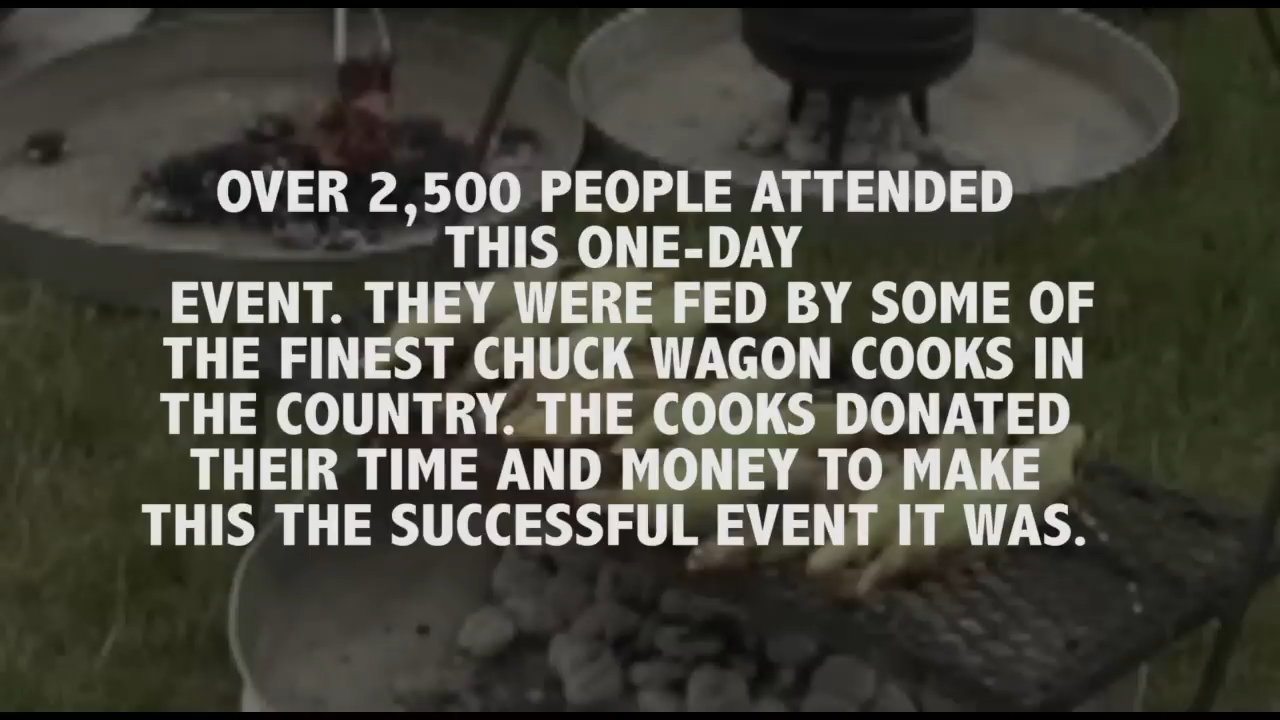 OVER 2,500 PEOPLE ATTENDED
THIS ONE-DAY
EVENT. THEY WERE FED BY SOME OF
THE FINEST CHUCK WAGON COOKS IN
THE COUNTRY. THE COOKS DONATED
THEIR TIME AND MONEY TO MAKE
THIS THE SUCCESSFUL EVENT IT WAS.